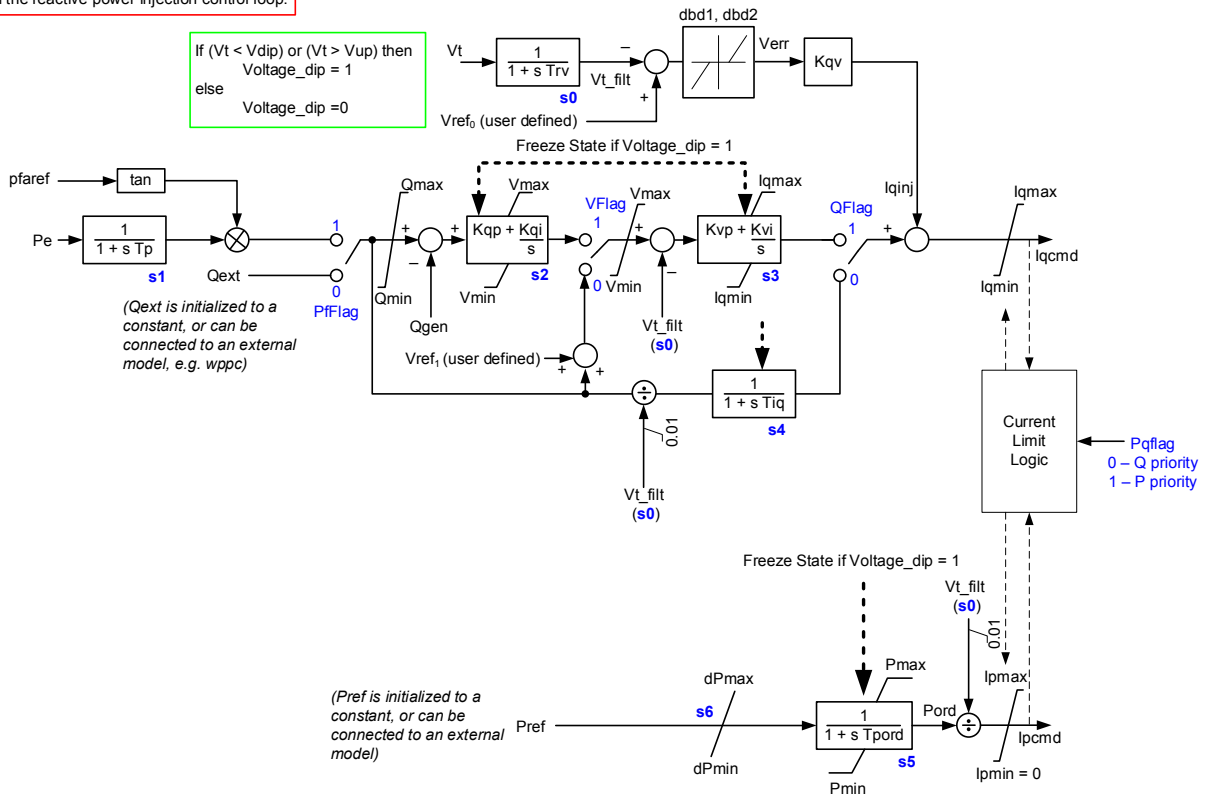 the reactive power injection control loop.
If (Vt < Vdip) or (Vt > Vup) then
Voltage_dip = 1
else
Voltage_dip =0
dbd1, dbd2
Vt
1
1 + s Trv
s0
Vt_filt
−
+
Verr
Kqv
Vref0 (user defined)
Freeze State if Voltage_dip = 1
pfaref
tan
Pe
1
1 + s Tp
s1
Qext
1
0
PfFlag
(Qext is initialized to a
constant, or can be
connected to an external
model, e.g. wppc)
Qmax
Qmin
+
−
+
Qgen
Vmax
Kqp + Kqi
s
s2
Vmin
VFlag
1
0
Vmax
Vmin
+
−
Vt_filt
(s0)
Iqmax
Kvp + Kvi
s
s3
Iqmin
QFlag
1
0
Iqinj
+
Iqmax
Iqmin
Iqcmd
Vref1 (user defined)
+
+
÷
0.01
Vt_filt
(s0)
1
1 + s Tiq
s4
Current
Limit
Logic
Pqflag
0 – Q priority
1 – P priority
Freeze State if Voltage_dip = 1
Vt_filt
(s0)
0.01
(Pref is initialized to a
constant, or can be
connected to an external
model)
Pref
s6
dPmax
dPmin
Pmax
1
1 + s Tpord
s5
Pmin
Pord
÷
Ipmax
Ipmin = 0
Ipcmd